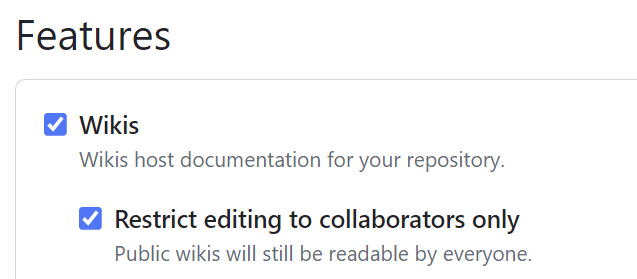 Features
Wikis
Wikis host documentation for your repository.
Restrict editing to collaborators only
Public wikis will still be readable by everyone.